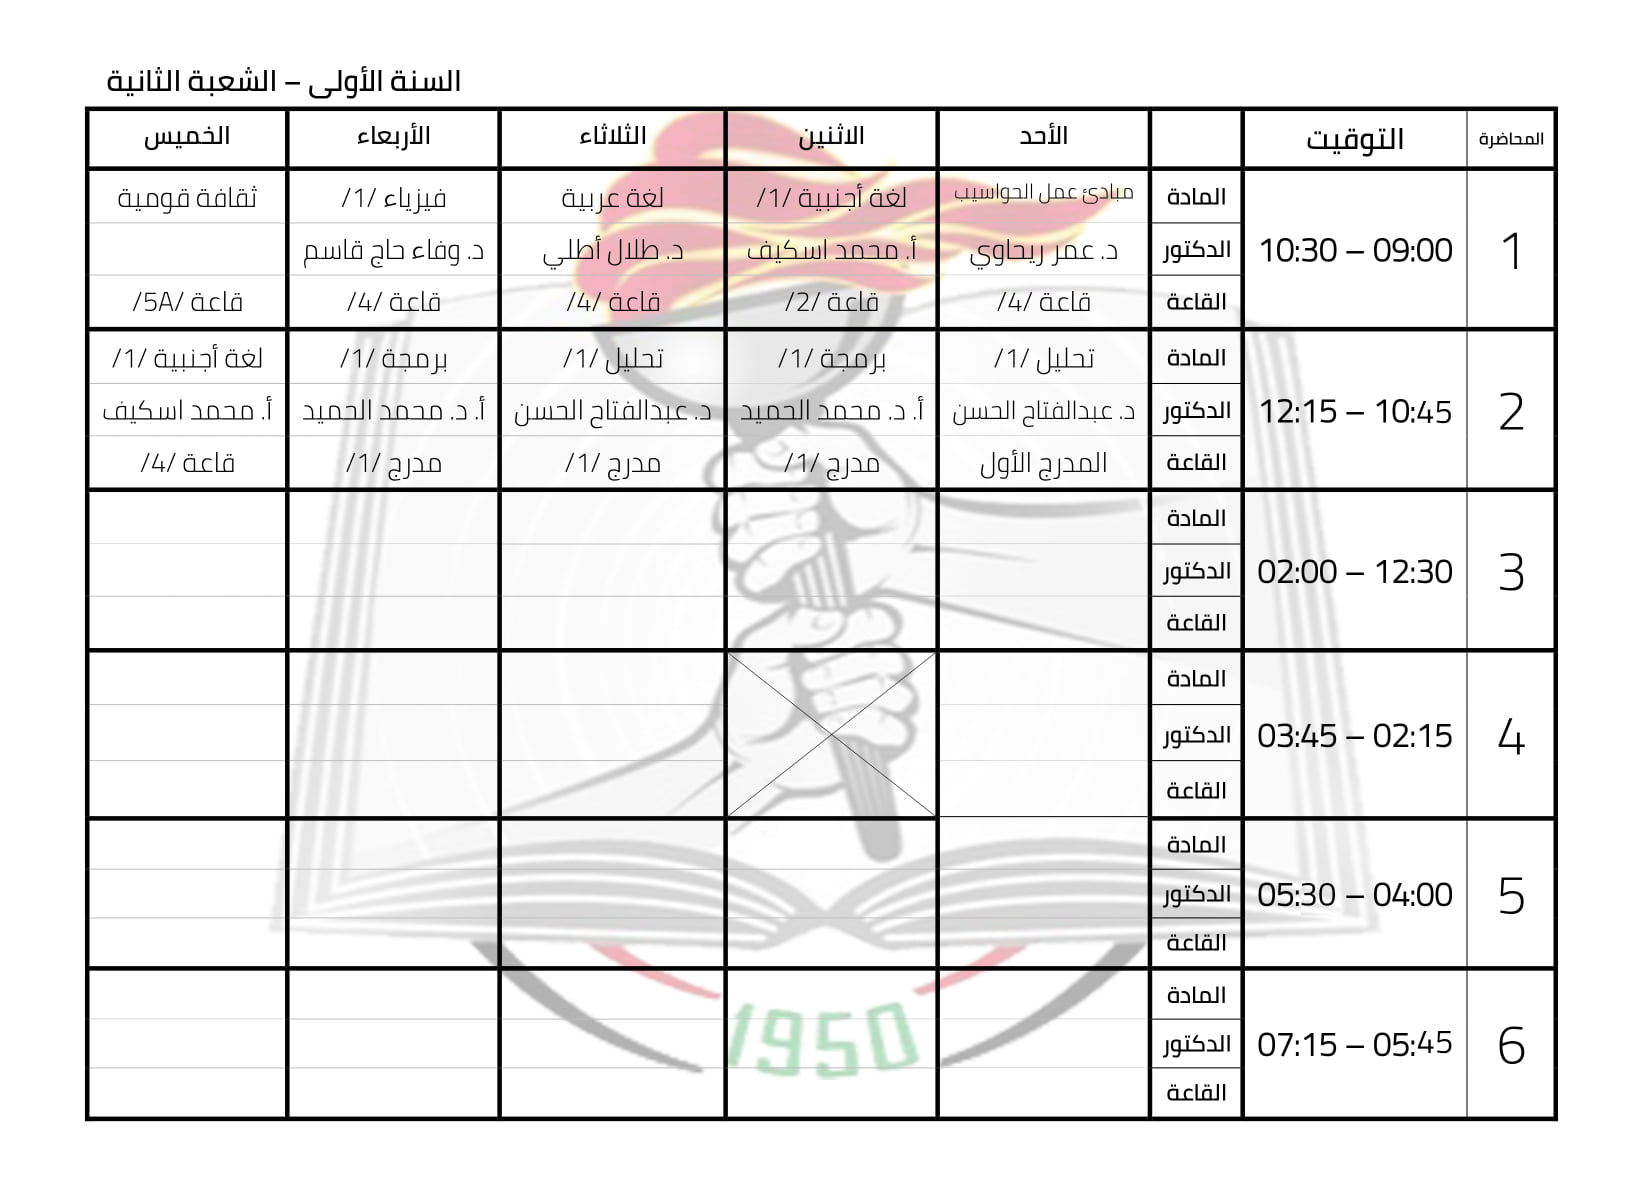 السنة الأولى – الشعبة الثانية
المحاضرة التوقيت الأحد الاثنين الثلاثاء الأربعاء الخميس
1
09:00 – 10:30
المادة مبادئ عمل الحواسيب لغة أجنبية /1/ لغة عربية فيزياء /1/ ثقافة قومية
الدكتور د. عمر ريحاوي أ. محمد اسكيف د. طلال أطلي د. وفاء حاج قاسم
القاعة قاعة /4/ قاعة /2/ قاعة /4/ قاعة /4/ قاعة /5A/
2
10:45 – 12:15
المادة تحليل /1/ برمجة /1/ تحليل /1/ برمجة /1/ لغة أجنبية /1/
الدكتور د. عبدالفتاح الحسن أ. د. محمد الحميد د. عبدالفتاح الحسن أ. د. محمد الحميد أ. محمد اسكيف
القاعة المدرج الأول مدرج /1/ مدرج /1/ مدرج /1/ قاعة /4/
3
12:30 – 02:00
المادة
الدكتور
القاعة
4
02:15 – 03:45
المادة
الدكتور
القاعة
5
04:00 – 05:30
المادة
الدكتور
القاعة
6
05:45 – 07:15
المادة
الدكتور
القاعة
1950